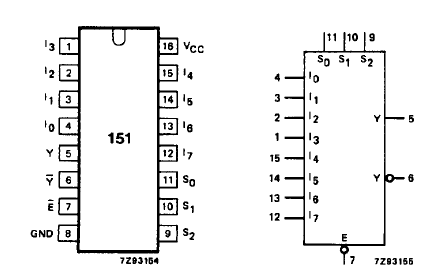 I3 1 16 VCC
I2 2 15 I4
I1 3 14 I5
I0 4 13 I6
151
Y 5 12 I7
Y̅ 6 11 S0
E̅ 7 10 S1
GND 8 9 S2
7Z93154
11 10 9
S0 S1 S2
4 I0
3 I1
2 I2
Y 5
1 I3
15 I4
14 I5
Y 6
13 I6
12 I7
E
7
7Z93155